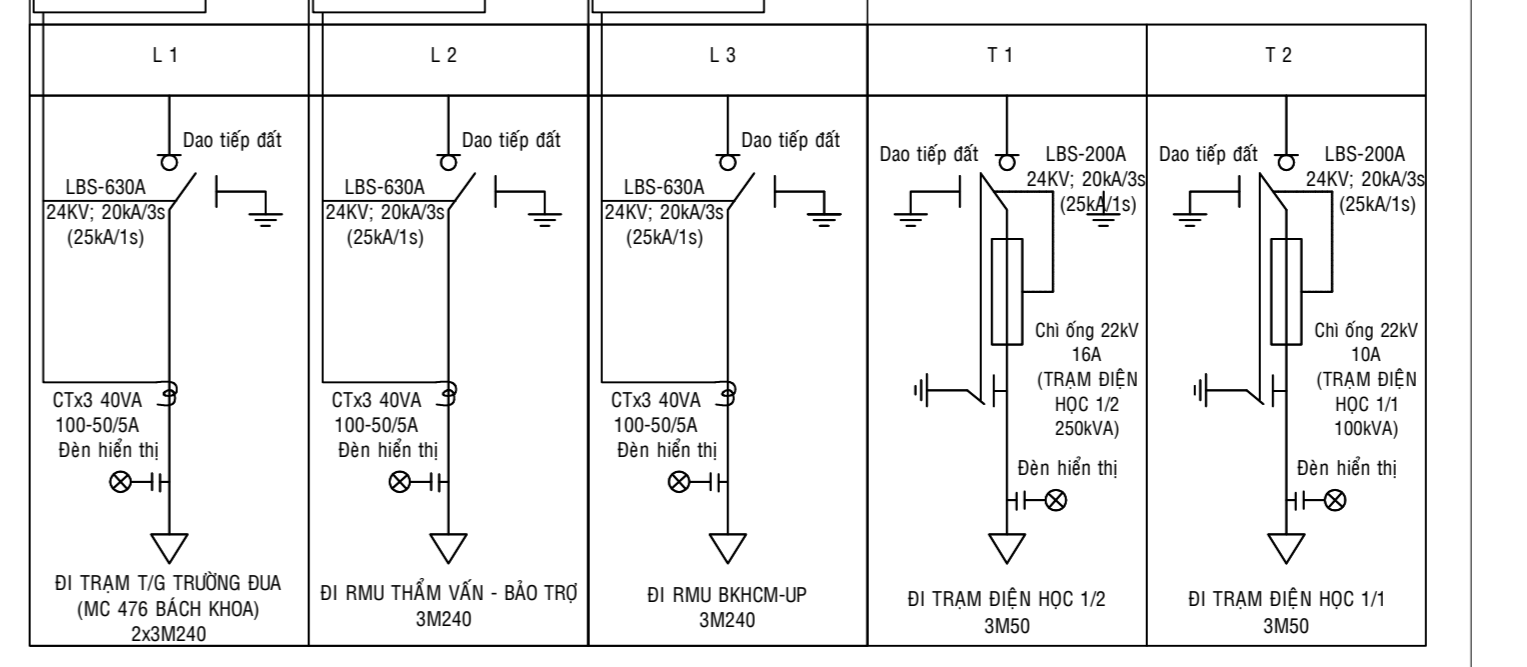 L 1
L 2
L 3
T 1
T 2
Dao tiếp đất
LBS-630A
24KV; 20kA/3s
(25kA/1s)
CTx3 40VA
100-50/5A
Đèn hiển thị
ĐI TRẠM T/G TRƯỜNG ĐUA
(MC 476 BÁCH KHOA)
2x3M240
Dao tiếp đất
LBS-630A
24KV; 20kA/3s
(25kA/1s)
CTx3 40VA
100-50/5A
Đèn hiển thị
ĐI RMU THẨM VẤN - BẢO TRỢ
3M240
Dao tiếp đất
LBS-630A
24KV; 20kA/3s
(25kA/1s)
CTx3 40VA
100-50/5A
Đèn hiển thị
ĐI RMU BKHCM-UP
3M240
Dao tiếp đất
LBS-200A
24KV; 20kA/3s
(25kA/1s)
Chì ống 22kV
16A
(TRẠM ĐIỆN
HỌC 1/2
250kVA)
Đèn hiển thị
ĐI TRẠM ĐIỆN HỌC 1/2
3M50
Dao tiếp đất
LBS-200A
24KV; 20kA/3s
(25kA/1s)
Chì ống 22kV
10A
(TRẠM ĐIỆN
HỌC 1/1
100kVA)
Đèn hiển thị
ĐI TRẠM ĐIỆN HỌC 1/1
3M50